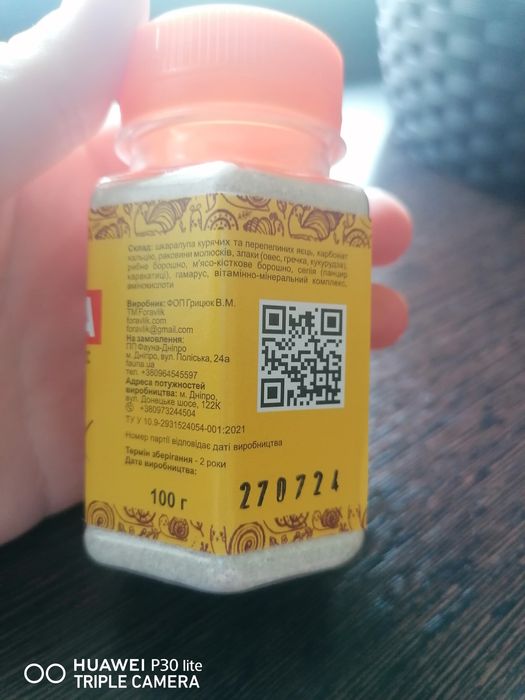 Склад: шкаралупа курячих та перепелиних яєць, карбонат
кальцію, раковини молюсків, злаки (овес, гречка, кукурудза),
рибно борошно, м'ясо-кісткове борошно, сепія (панцир
каракатиці), гамарус, вітамінно-мінеральний комплекс,
амінокислоти
Виробник: ФОП Грицюк В.М.
ТМ Foravlik
foravlik.com
foravlik@gmail.com
На замовлення:
ПП Фауна-Дніпро
м. Дніпро, вул. Поліська, 24а
fauna.ua
тел. +380964545597
Адреса потужностей
виробництва: м. Дніпро,
вул. Донецьке шосе, 122К
+380973244504
ТУ У 10.9-2931524054-001:2021
Номер партії відповідає даті виробництва
Термін зберігання - 2 роки
Дата виробництва:
100 г
270724
HUAWEI P30 lite
TRIPLE CAMERA